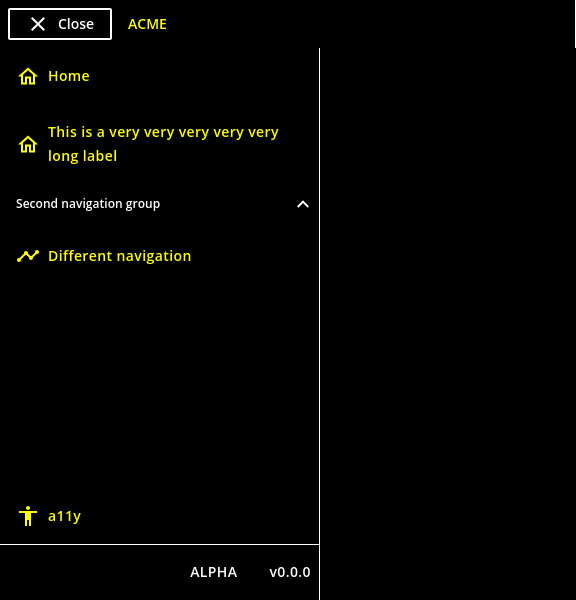 Close
ACME
Home
This is a very very very very very
long label
Second navigation group
Different navigation
a11y
ALPHA
v0.0.0